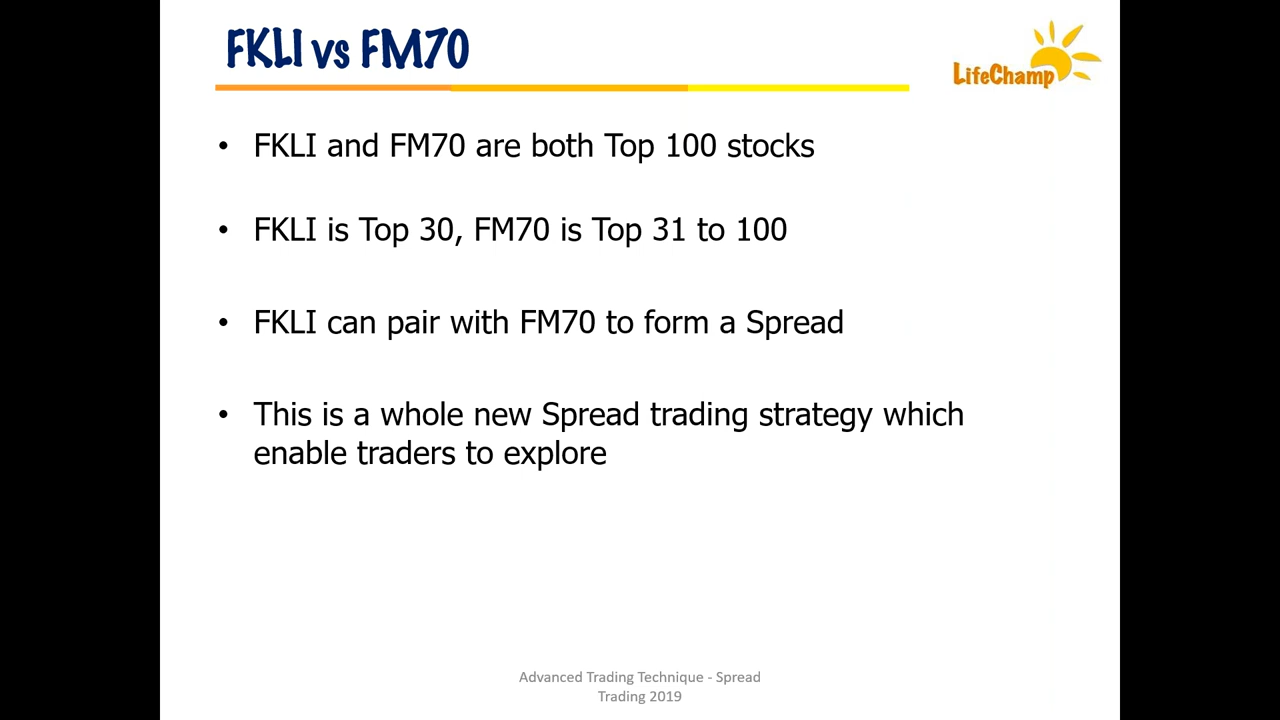 FKLI vs FM70
LifeChamp
• FKLI and FM70 are both Top 100 stocks
• FKLI is Top 30, FM70 is Top 31 to 100
• FKLI can pair with FM70 to form a Spread
• This is a whole new Spread trading strategy which
enable traders to explore
Advanced Trading Technique - Spread
Trading 2019